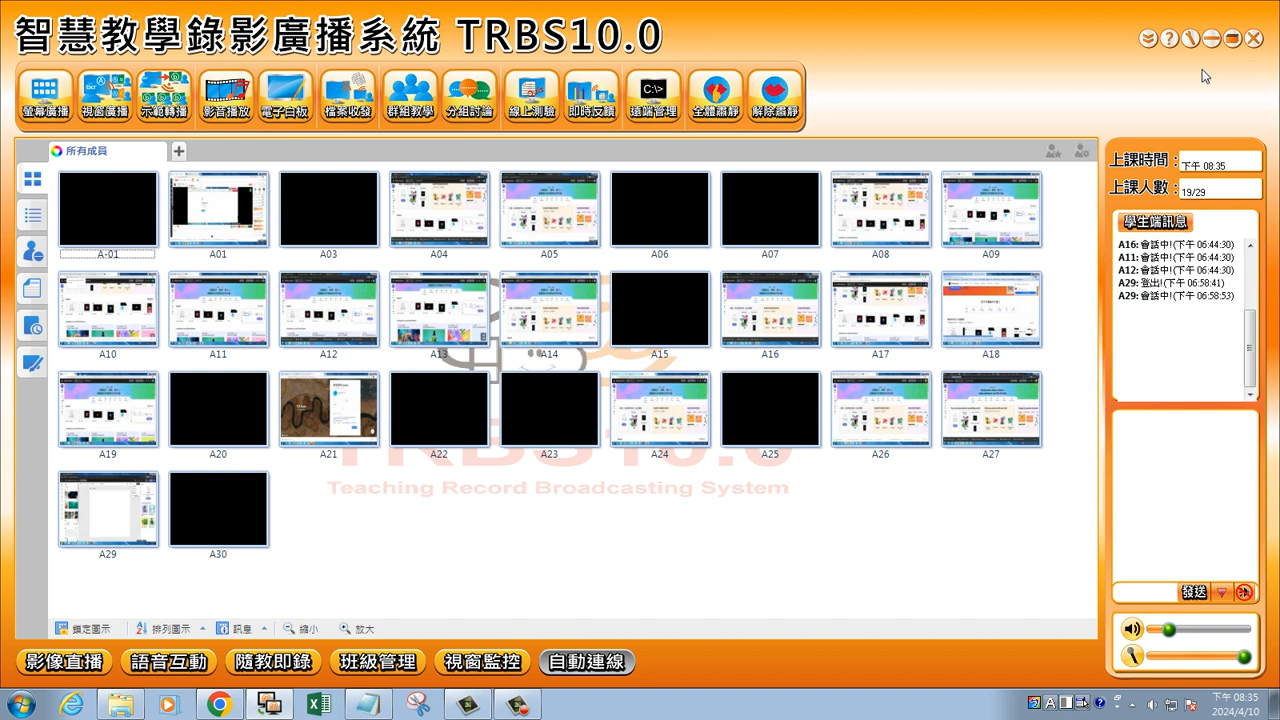 智慧教學錄影廣播系統 TRBS10.0
螢幕廣播 視窗廣播 示範轉播 影音播放 電子白板 檔案收發 群組教學 分組討論 線上測驗 即時反饋 遠端管理 全體肅靜 解除肅靜
C:\>
所有成員
上課時間： 下午 08:35
上課人數： 19/29
學生端訊息
A16: 會話中!(下午 06:44:30)
A11: 會話中!(下午 06:44:30)
A12: 會話中!(下午 06:44:30)
A29: 登出!(下午 06:58:41)
A29: 會話中!(下午 06:58:58)
A-01 A01 A03 A04 A05 A06 A07 A08 A09
A10 A11 A12 A13 A14 A15 A16 A17 A18
A19 A20 A21 A22 A23 A24 A25 A26 A27
Teaching Record Broadcasting System
A29 A30
發送
鎖定圖示 排列圖示 訊息 縮小 放大
影像直播 語音互動 隨教即錄 班級管理 視窗監控 自動連線
下午 08:35
2024/4/10